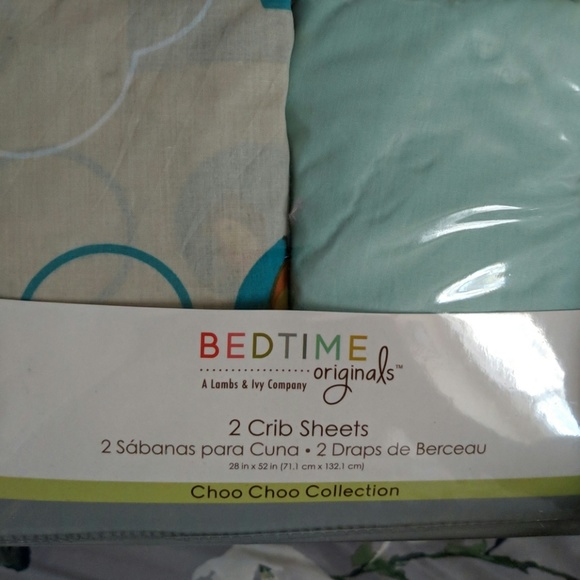 BEDTIME
originals™
A Lambs & Ivy Company
2 Crib Sheets
2 Sábanas para Cuna • 2 Draps de Berceau
28 in x 52 in (71.1 cm x 132.1 cm)
Choo Choo Collection